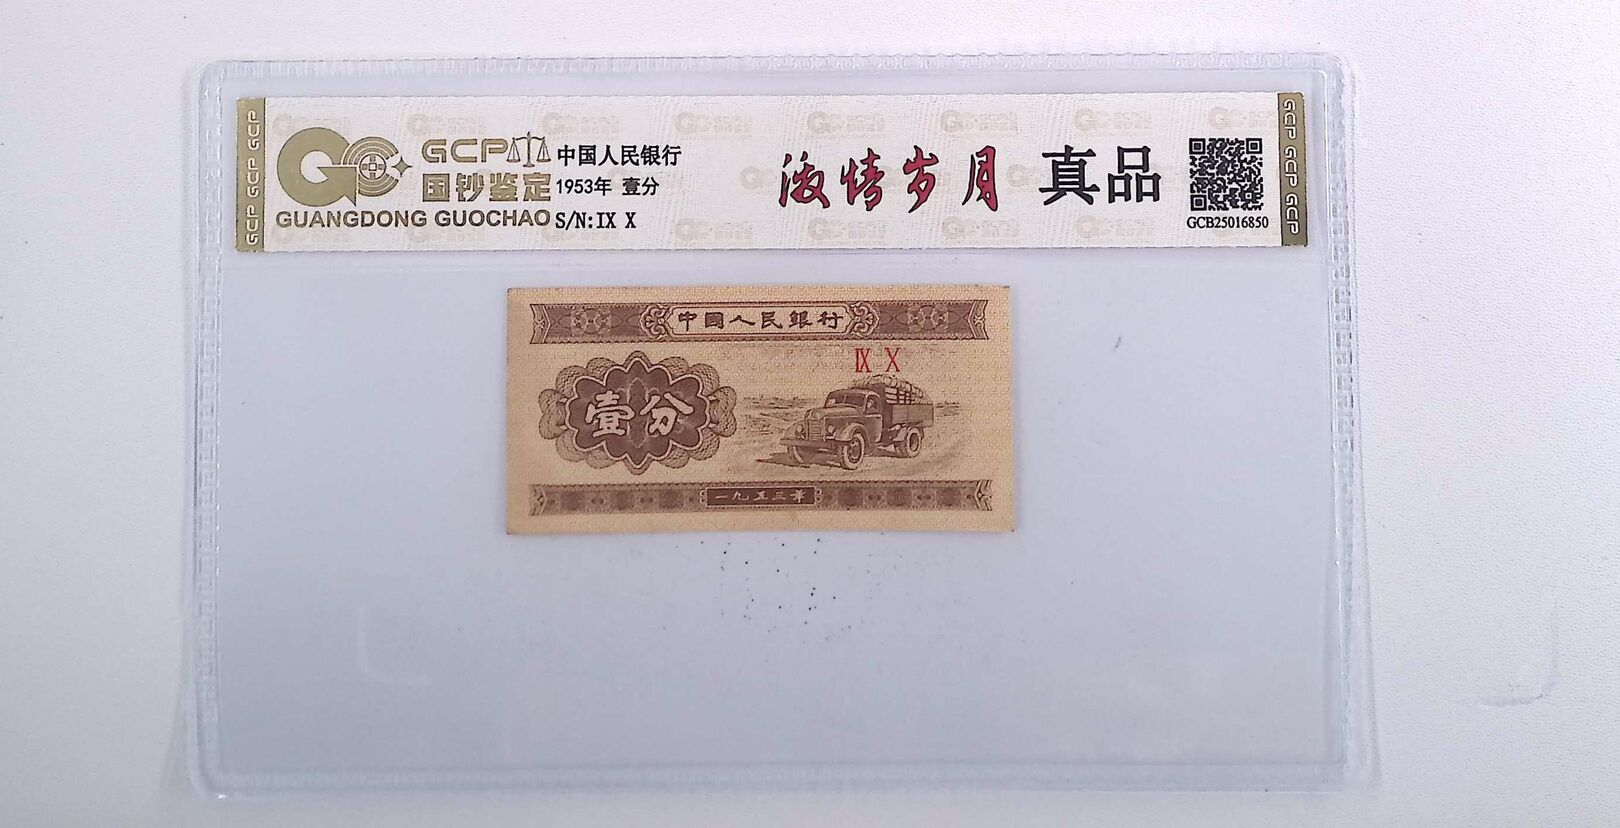 GCP GCP GCP
GCP
国钞鉴定
GUANGDONG GUOCHAO
中国人民银行
1953年 壹分
S/N:IX X
激情岁月 真品
GCB25016850
GCP GCP GCP
中國人民銀行
IX X
壹分
一九五三年